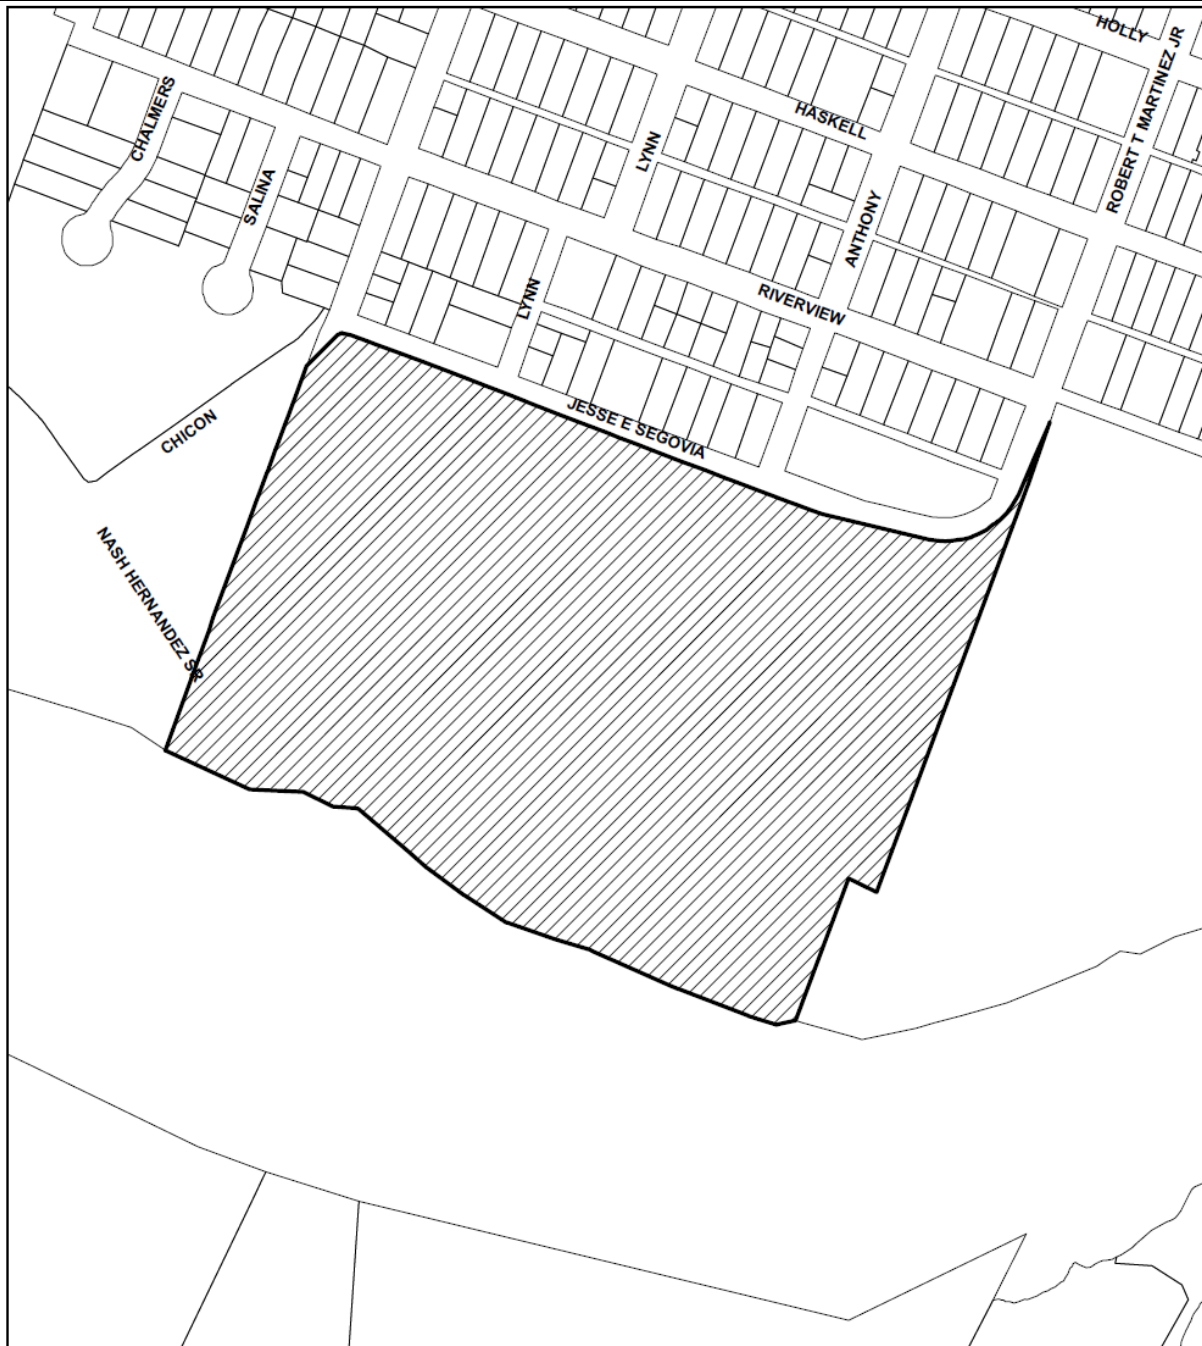 HOLLY
ROBERT T MARTINEZ JR
CHALMERS
HASKELL
LYNN
SALINA
ANTHONY
LYNN
RIVERVIEW
CHICON
JESSE E SEGOVIA
NASH HERNANDEZ SR